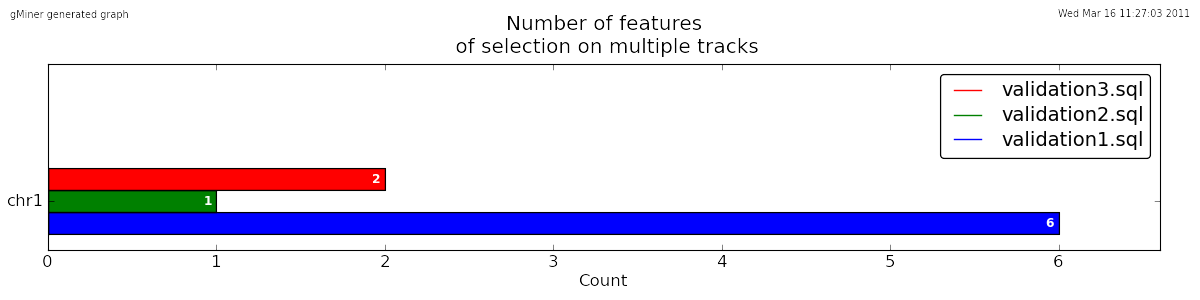 gMiner generated graph
Wed Mar 16 11:27:03 2011
Number of features
of selection on multiple tracks
validation3.sql
validation2.sql
validation1.sql
2
chr1
1
6
0 1 2 3 4 5 6
Count